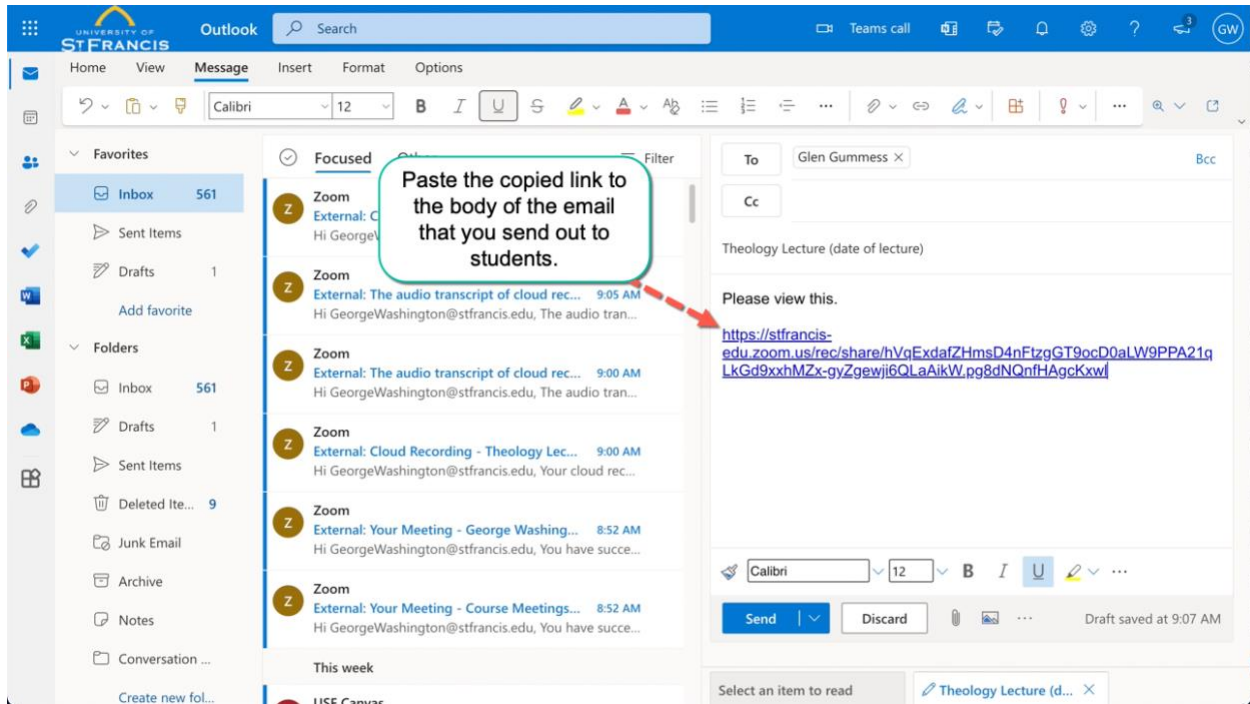 UNIVERSITY OF
ST FRANCIS
Outlook
Search
Teams call
3
GW
Home View Message Insert Format Options
Calibri 12 B I U S A
Favorites
Inbox 561
Sent Items
Drafts 1
Add favorite
Folders
Inbox 561
Drafts 1
Sent Items
Deleted Ite... 9
Junk Email
Archive
Notes
Conversation ...
Create new fol...
Focused
Filter
Paste the copied link to
the body of the email
that you send out to
students.
Z
Zoom
External: C
Z
Zoom
External: The audio transcript of cloud rec... 9:05 AM
Hi GeorgeWashington@stfrancis.edu, The audio tran...
Z
Zoom
External: The audio transcript of cloud rec... 9:00 AM
Hi GeorgeWashington@stfrancis.edu, The audio tran...
Z
Zoom
External: Cloud Recording - Theology Lec... 9:00 AM
Hi GeorgeWashington@stfrancis.edu, Your cloud rec...
Z
Zoom
External: Your Meeting - George Washing... 8:52 AM
Hi GeorgeWashington@stfrancis.edu, You have succe...
Z
Zoom
External: Your Meeting - Course Meetings... 8:52 AM
Hi GeorgeWashington@stfrancis.edu, You have succe...
This week
USF Canvas
To Glen Gummess Bcc
Cc
Theology Lecture (date of lecture)
Please view this.
https://stfrancis-
edu.zoom.us/rec/share/hVqExdafZHmsD4nFtzgGT9ocD0aLW9PPA21q
LkGd9xxhMZx-gyZgewji6QLaAikW.pg8dNQnfHAgcKxwl
Calibri 12 B I U
Send Discard Draft saved at 9:07 AM
Select an item to read Theology Lecture (d...